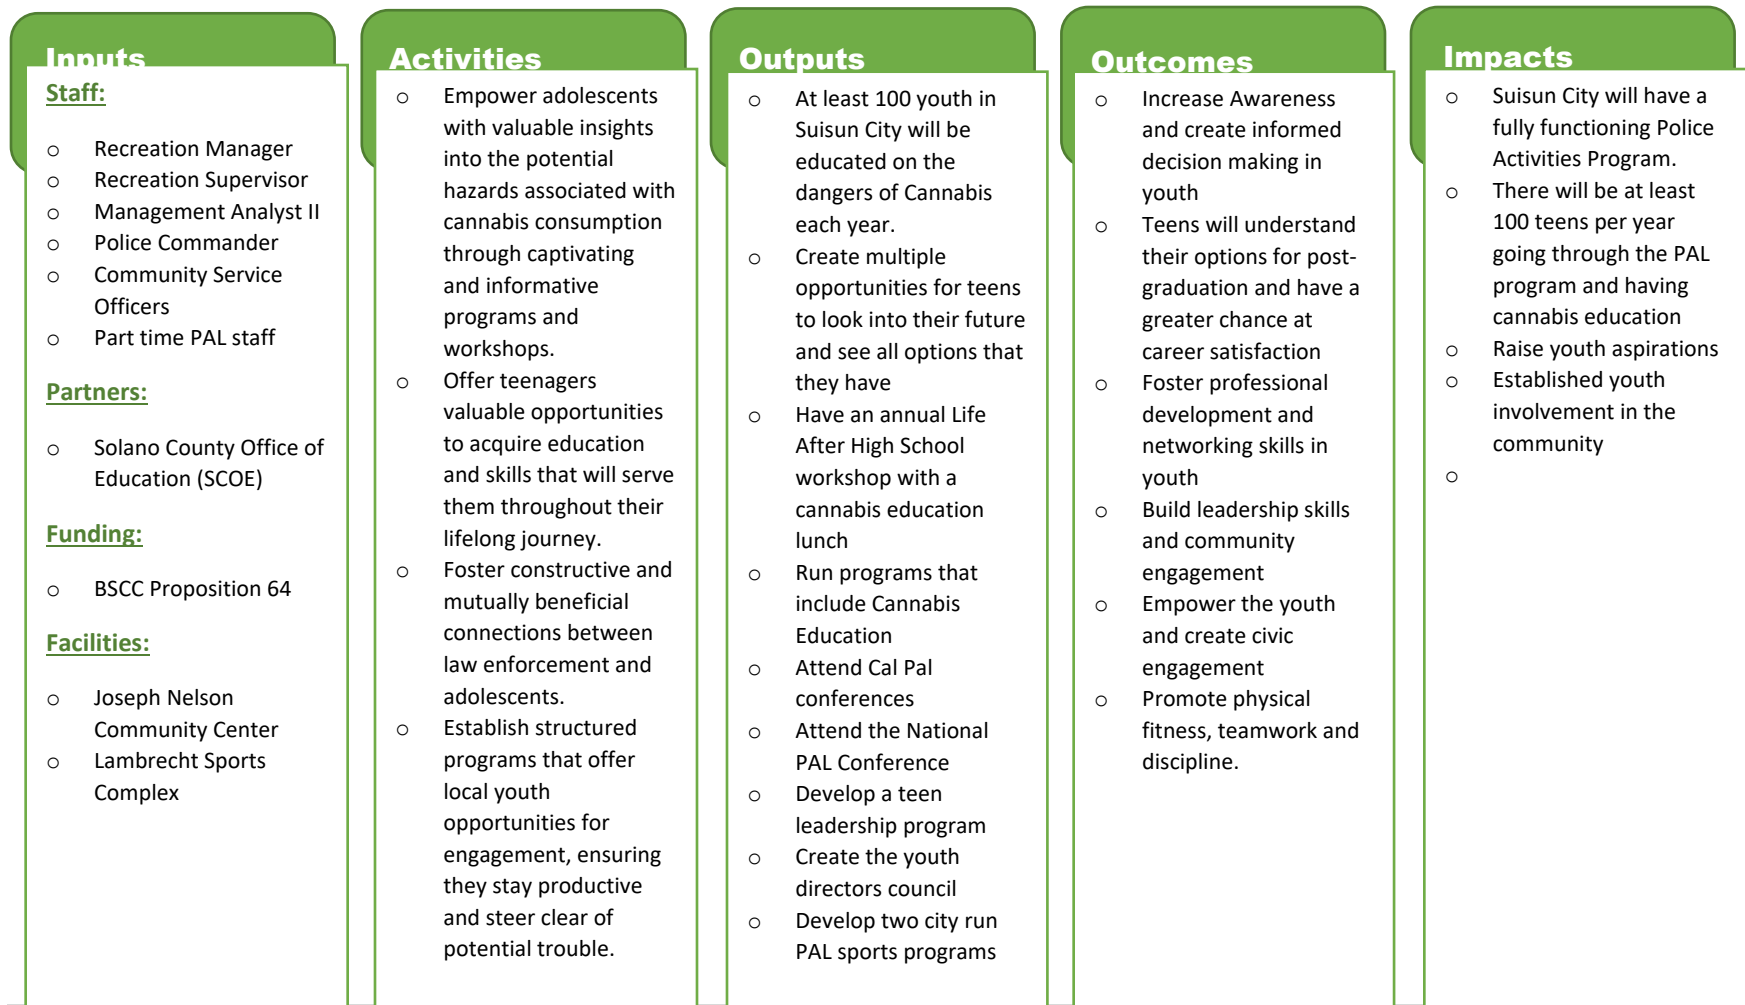 Inputs
Staff:
o Recreation Manager
o Recreation Supervisor
o Management Analyst II
o Police Commander
o Community Service
Officers
o Part time PAL staff
Partners:
o Solano County Office of
Education (SCOE)
Funding:
o BSCC Proposition 64
Facilities:
o Joseph Nelson
Community Center
o Lambrecht Sports
Complex
Activities
o Empower adolescents
with valuable insights
into the potential
hazards associated with
cannabis consumption
through captivating
and informative
programs and
workshops.
o Offer teenagers
valuable opportunities
to acquire education
and skills that will serve
them throughout their
lifelong journey.
o Foster constructive and
mutually beneficial
connections between
law enforcement and
adolescents.
o Establish structured
programs that offer
local youth
opportunities for
engagement, ensuring
they stay productive
and steer clear of
potential trouble.
Outputs
o At least 100 youth in
Suisun City will be
educated on the
dangers of Cannabis
each year.
o Create multiple
opportunities for teens
to look into their future
and see all options that
they have
o Have an annual Life
After High School
workshop with a
cannabis education
lunch
o Run programs that
include Cannabis
Education
o Attend Cal Pal
conferences
o Attend the National
PAL Conference
o Develop a teen
leadership program
o Create the youth
directors council
o Develop two city run
PAL sports programs
Outcomes
o Increase Awareness
and create informed
decision making in
youth
o Teens will understand
their options for post-
graduation and have a
greater chance at
career satisfaction
o Foster professional
development and
networking skills in
youth
o Build leadership skills
and community
engagement
o Empower the youth
and create civic
engagement
o Promote physical
fitness, teamwork and
discipline.
Impacts
o Suisun City will have a
fully functioning Police
Activities Program.
o There will be at least
100 teens per year
going through the PAL
program and having
cannabis education
o Raise youth aspirations
o Established youth
involvement in the
community
o